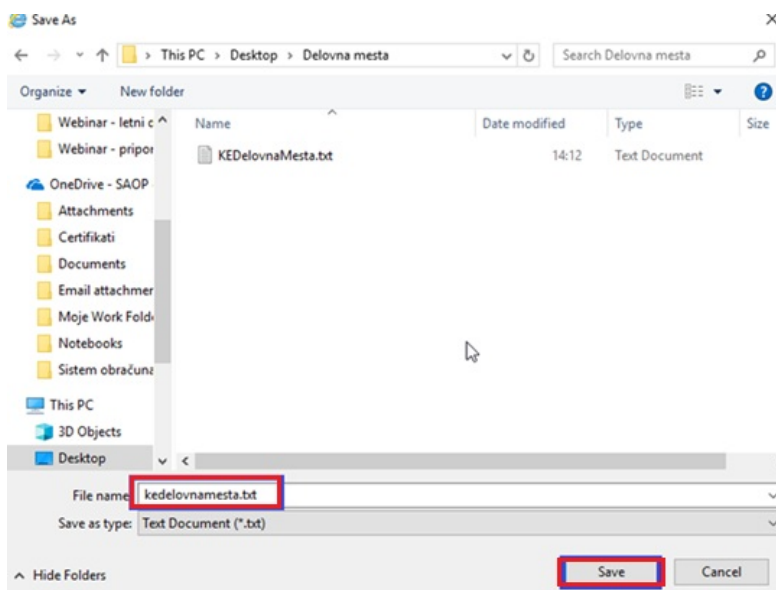 Save As
This PC > Desktop > Delovna mesta
Search Delovna mesta
Organize
New folder
Name
Date modified
Type
Size
Webinar - letni
Webinar - pripor
KEDelovnaMesta.txt
14:12
Text Document
OneDrive - SAOP
Attachments
Certifikati
Documents
Email attachmer
Moje Work Fold
Notebooks
Sistem obračuna
This PC
3D Objects
Desktop
File name
kedelovnamesta.txt
Save as type:
Text Document (*.txt)
Hide Folders
Save
Cancel